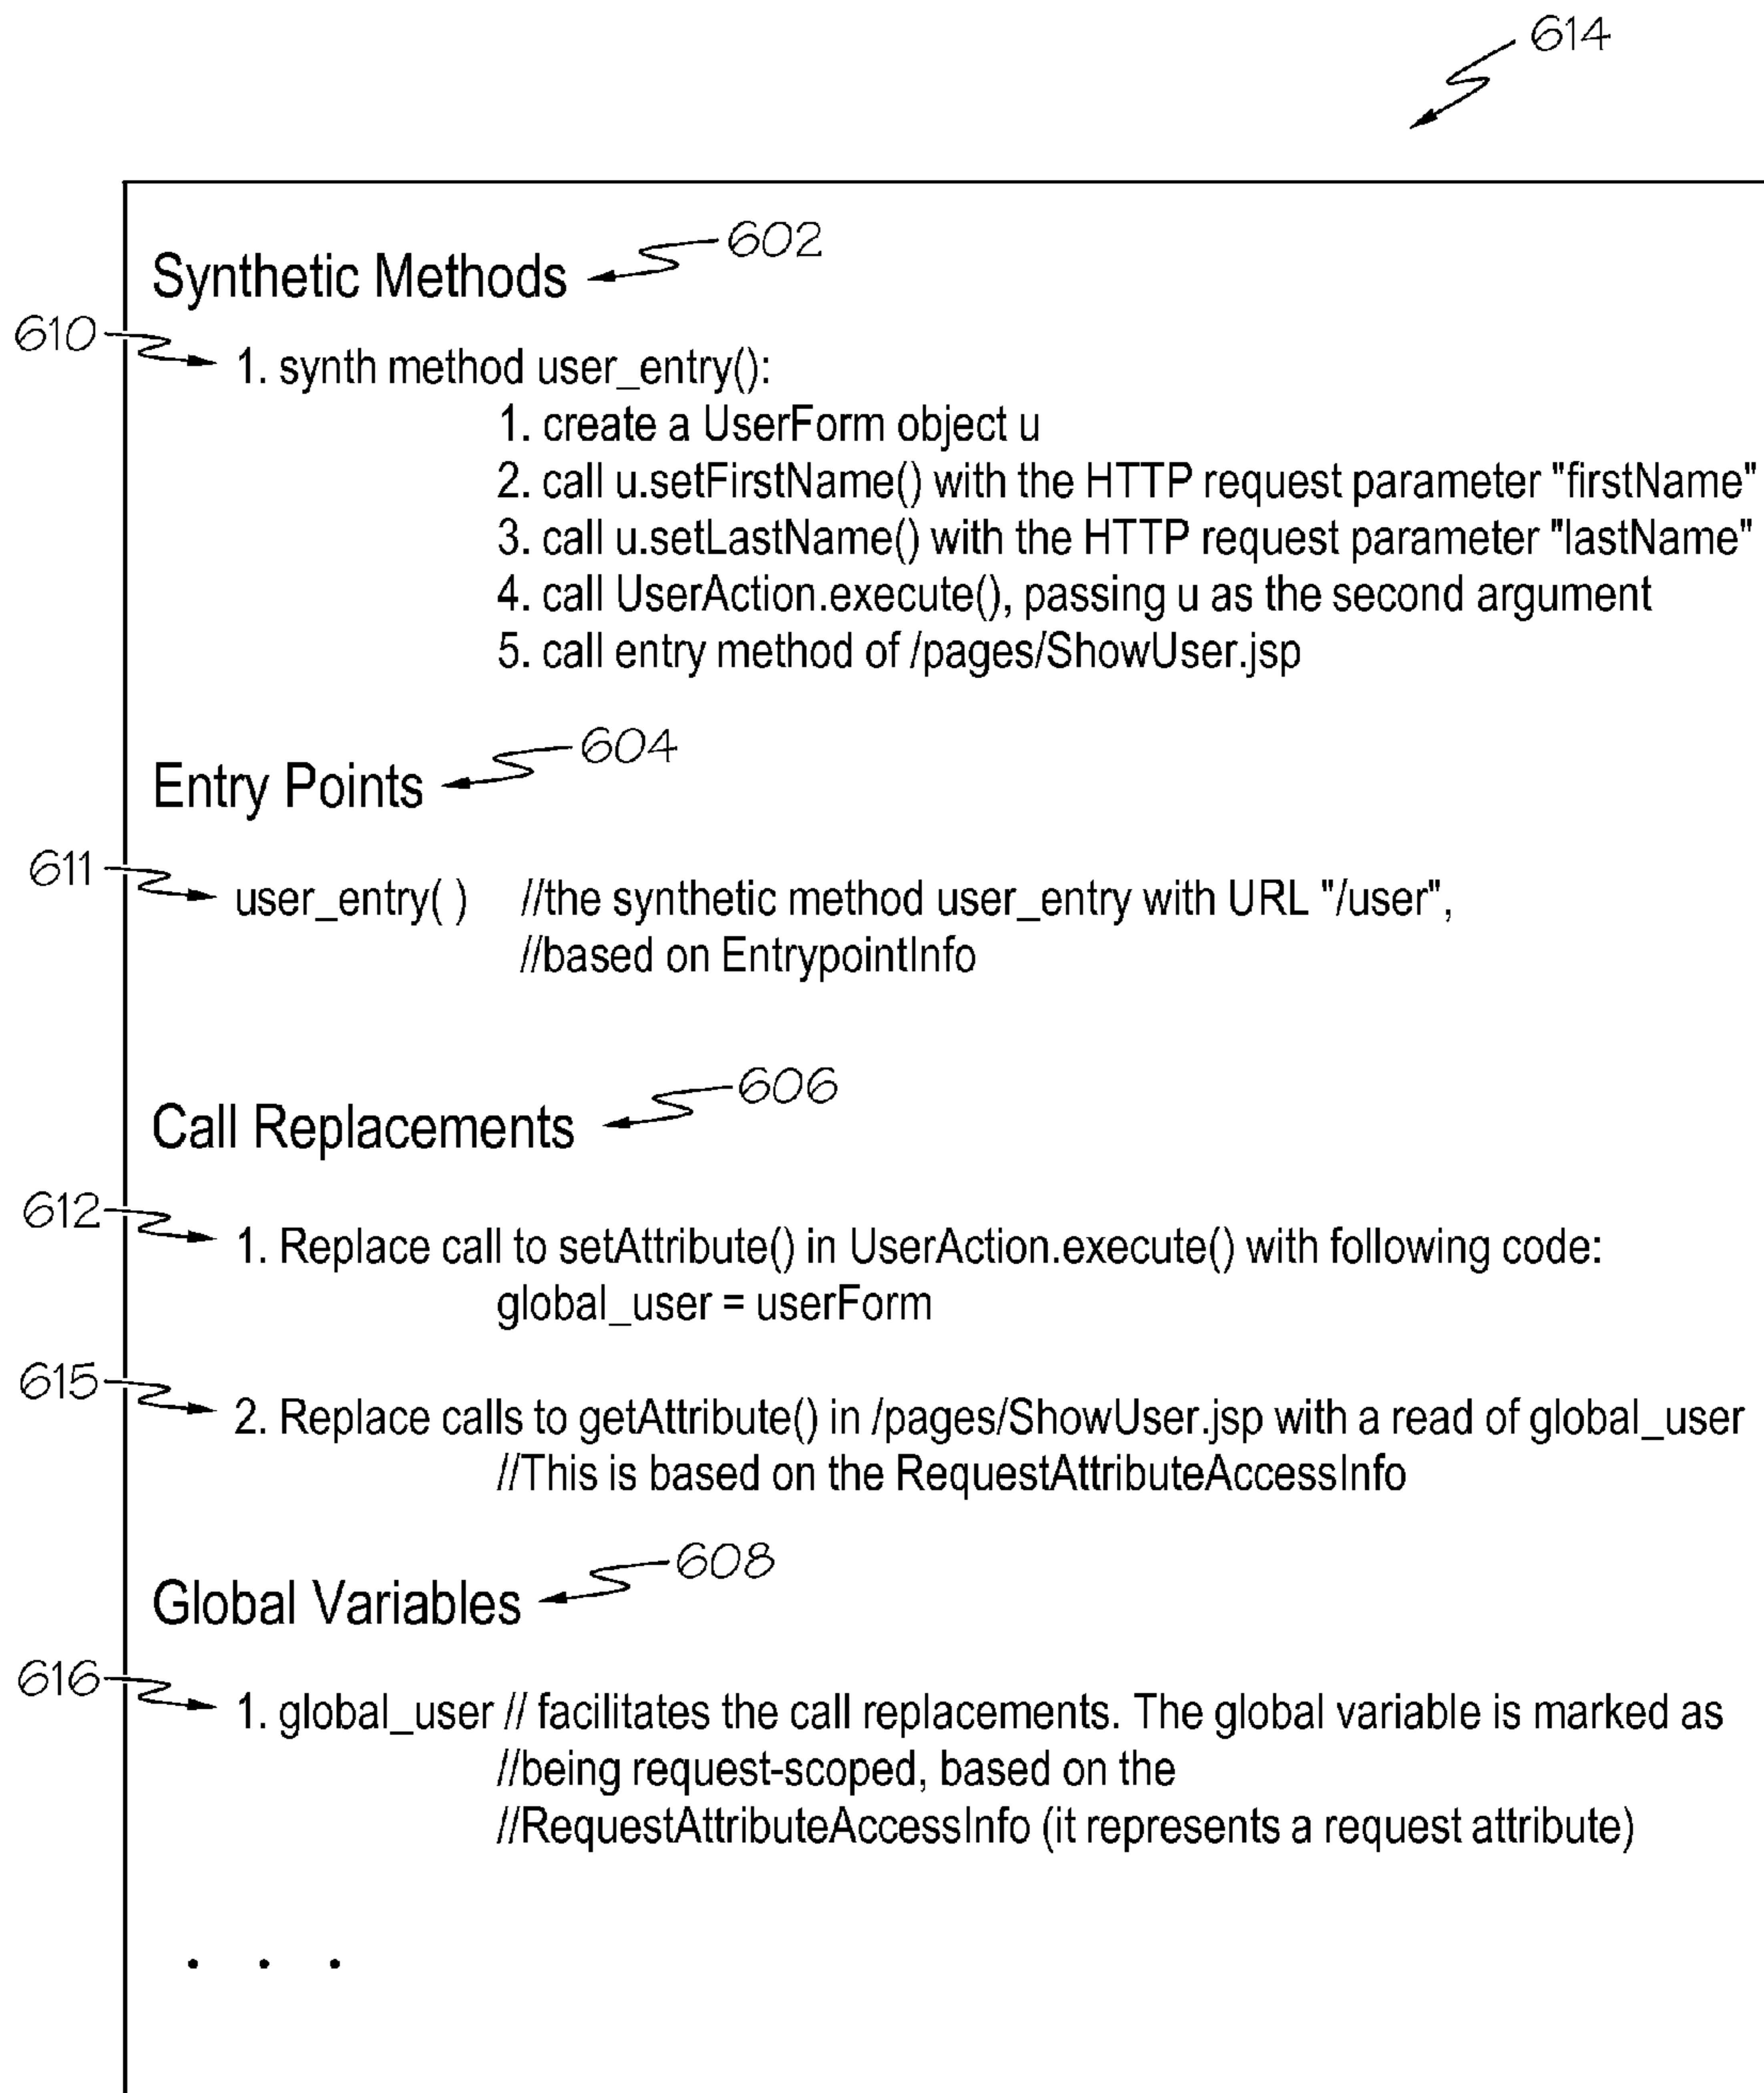 614
Synthetic Methods 602
610 1. synth method user_entry():
1. create a UserForm object u
2. call u.setFirstName() with the HTTP request parameter "firstName"
3. call u.setLastName() with the HTTP request parameter "lastName"
4. call UserAction.execute(), passing u as the second argument
5. call entry method of /pages/ShowUser.jsp
Entry Points 604
611 user_entry( ) //the synthetic method user_entry with URL "/user",
//based on EntrypointInfo
Call Replacements 606
612 1. Replace call to setAttribute() in UserAction.execute() with following code:
global_user = userForm
615 2. Replace calls to getAttribute() in /pages/ShowUser.jsp with a read of global_user
//This is based on the RequestAttributeAccessInfo
Global Variables 608
616 1. global_user // facilitates the call replacements. The global variable is marked as
//being request-scoped, based on the
//RequestAttributeAccessInfo (it represents a request attribute)
. . .